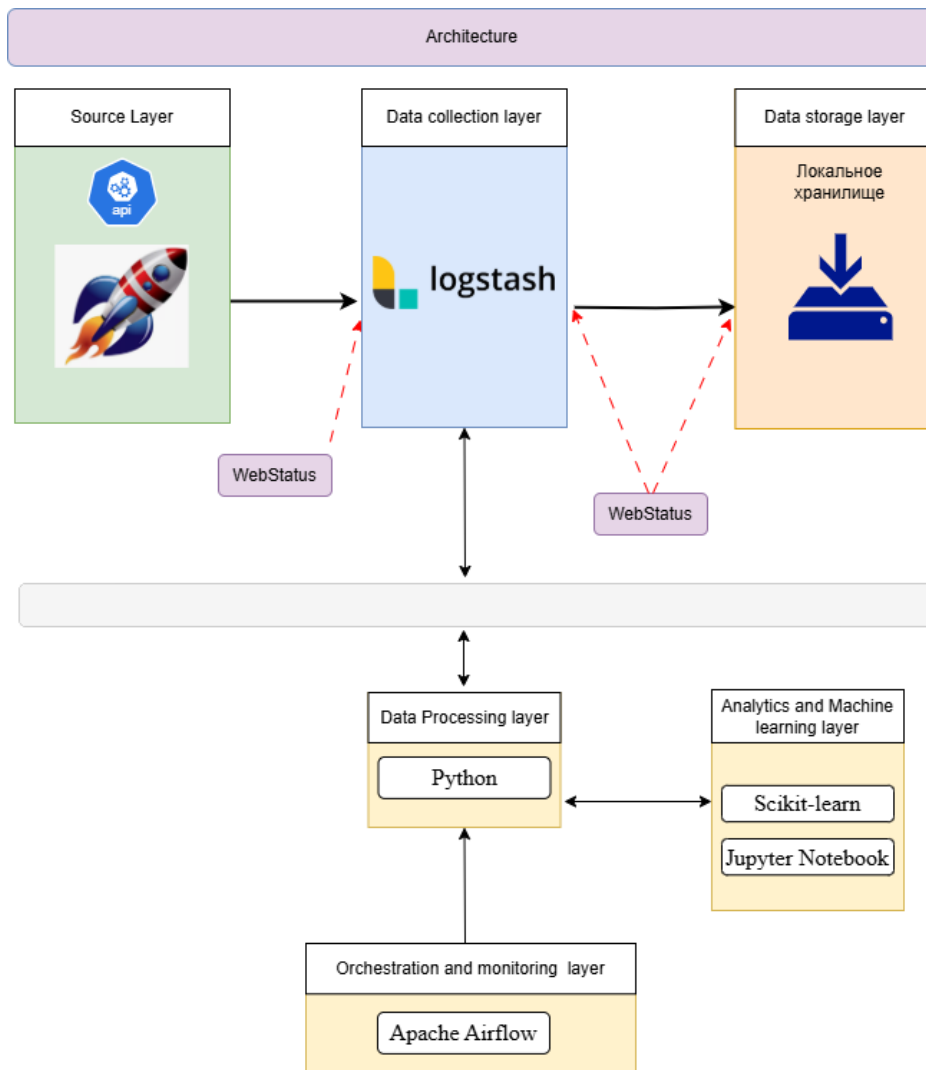 Architecture
Source Layer
Data collection layer
Data storage layer
api
logstash
Локальное
хранилище
WebStatus
WebStatus
Data Processing layer
Python
Analytics and Machine
learning layer
Scikit-learn
Jupyter Notebook
Orchestration and monitoring layer
Apache Airflow